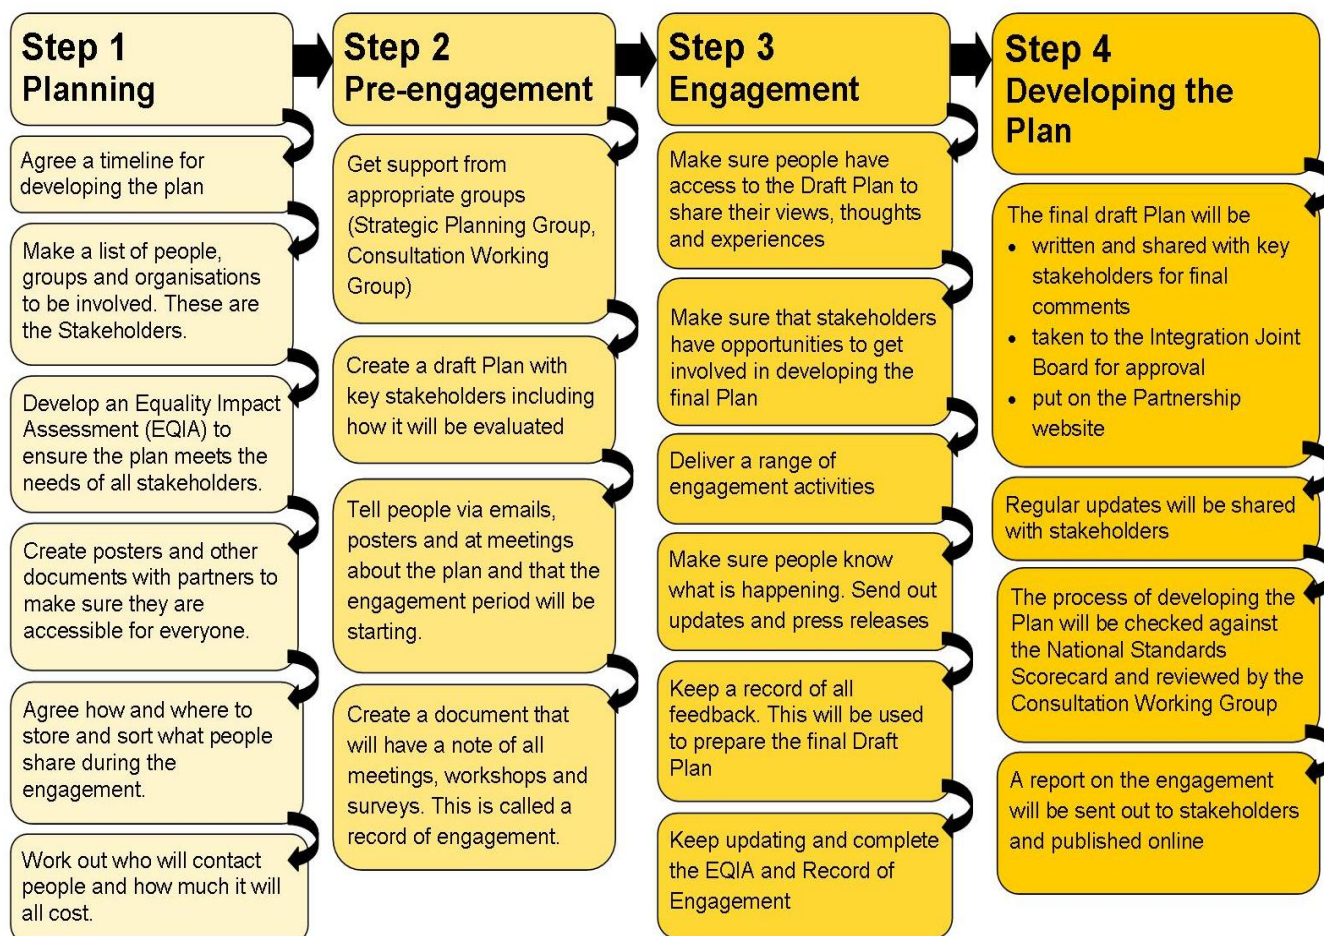 Step 1
Planning
Agree a timeline for
developing the plan
Make a list of people,
groups and organisations
to be involved. These are
the Stakeholders.
Develop an Equality Impact
Assessment (EQIA) to
ensure the plan meets the
needs of all stakeholders.
Create posters and other
documents with partners to
make sure they are
accessible for everyone.
Agree how and where to
store and sort what people
share during the
engagement.
Work out who will contact
people and how much it will
all cost.
Step 2
Pre-engagement
Get support from
appropriate groups
(Strategic Planning Group,
Consultation Working
Group)
Create a draft Plan with
key stakeholders including
how it will be evaluated
Tell people via emails,
posters and at meetings
about the plan and that the
engagement period will be
starting.
Create a document that
will have a note of all
meetings, workshops and
surveys. This is called a
record of engagement.
Step 3
Engagement
Make sure people have
access to the Draft Plan to
share their views, thoughts
and experiences
Make sure that stakeholders
have opportunities to get
involved in developing the
final Plan
Deliver a range of
engagement activities
Make sure people know
what is happening. Send out
updates and press releases
Keep a record of all
feedback. This will be used
to prepare the final Draft
Plan
Keep updating and complete
the EQIA and Record of
Engagement
Step 4
Developing the
Plan
The final draft Plan will be
• written and shared with key
stakeholders for final
comments
• taken to the Integration Joint
Board for approval
• put on the Partnership
website
Regular updates will be shared
with stakeholders
The process of developing the
Plan will be checked against
the National Standards
Scorecard and reviewed by the
Consultation Working Group
A report on the engagement
will be sent out to stakeholders
and published online